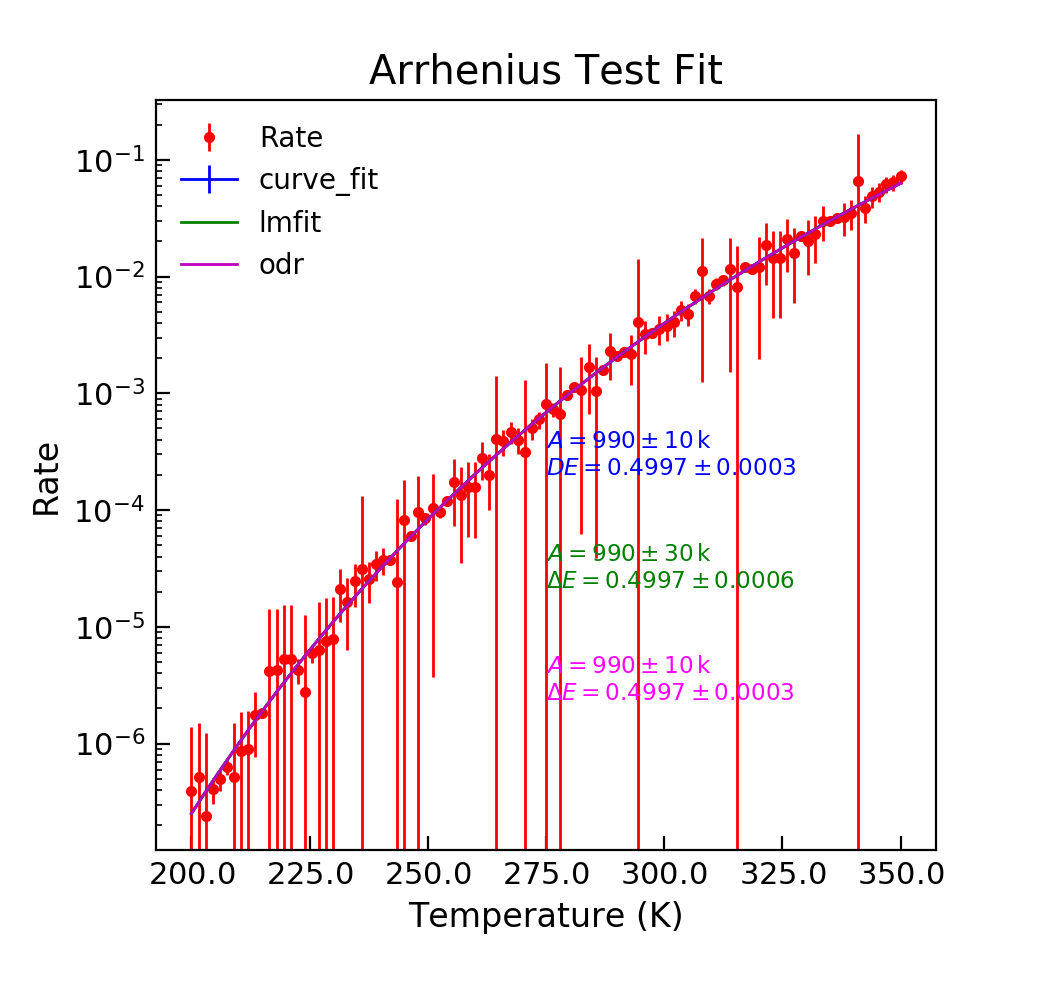 Arrhenius Test Fit
Rate
curve_fit
lmfit
odr
10⁻¹
10⁻²
10⁻³
10⁻⁴
10⁻⁵
10⁻⁶
Rate
A = 990 ± 10 k
DE = 0.4997 ± 0.0003
A = 990 ± 30 k
ΔE = 0.4997 ± 0.0006
A = 990 ± 10 k
ΔE = 0.4997 ± 0.0003
200.0 225.0 250.0 275.0 300.0 325.0 350.0
Temperature (K)